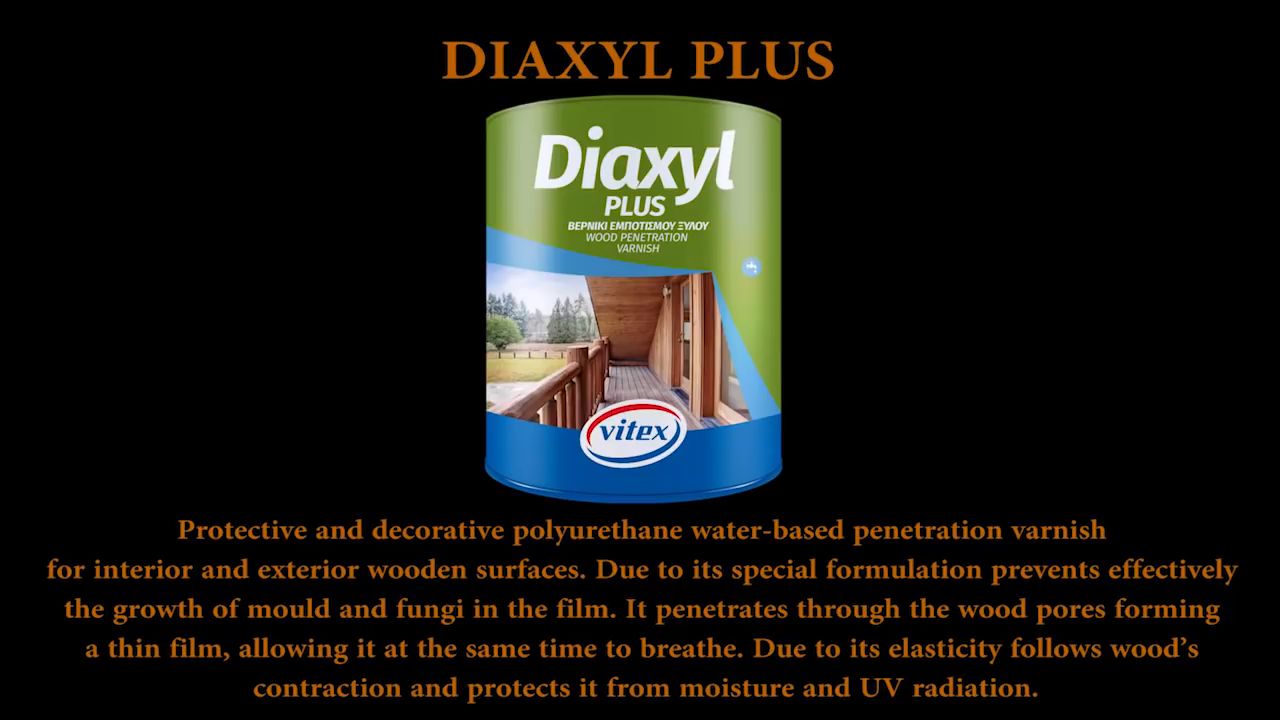 DIAXYL PLUS
Diaxyl
PLUS
ΒΕΡΝΙΚΙ ΕΜΠΟΤΙΣΜΟΥ ΞΥΛΟΥ
WOOD PENETRATION
VARNISH
vitex
Protective and decorative polyurethane water-based penetration varnish
for interior and exterior wooden surfaces. Due to its special formulation prevents effectively
the growth of mould and fungi in the film. It penetrates through the wood pores forming
a thin film, allowing it at the same time to breathe. Due to its elasticity follows wood’s
contraction and protects it from moisture and UV radiation.